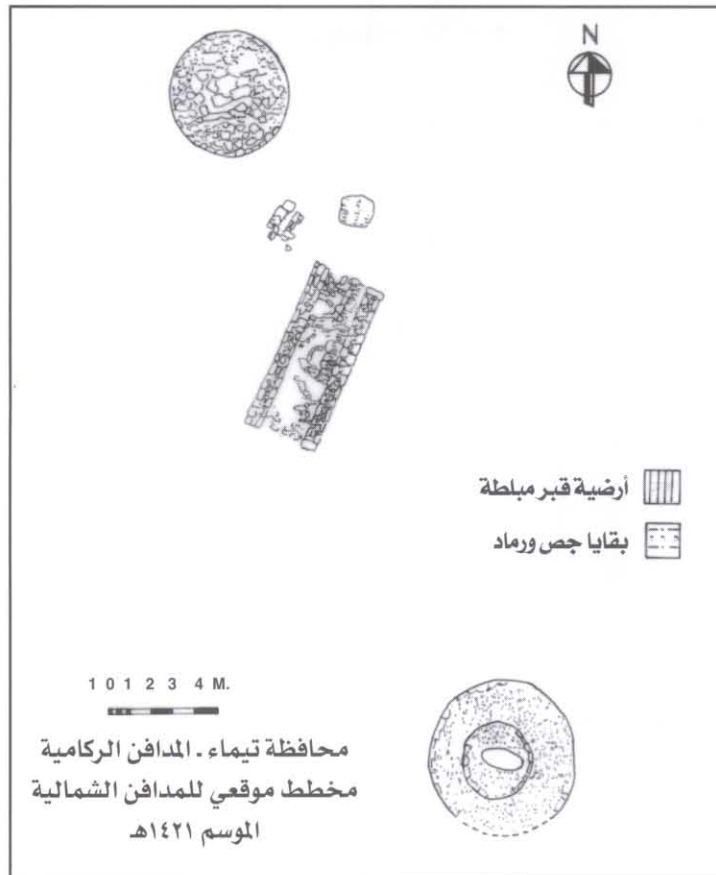 N
أرضية قبر مبلطة
بقايا جص ورماد
1 0 1 2 3 4 M.
محافظة تيماء ـ المدافن الركامية
مخطط موقعي للمدافن الشمالية
الموسم ١٤٢١هـ